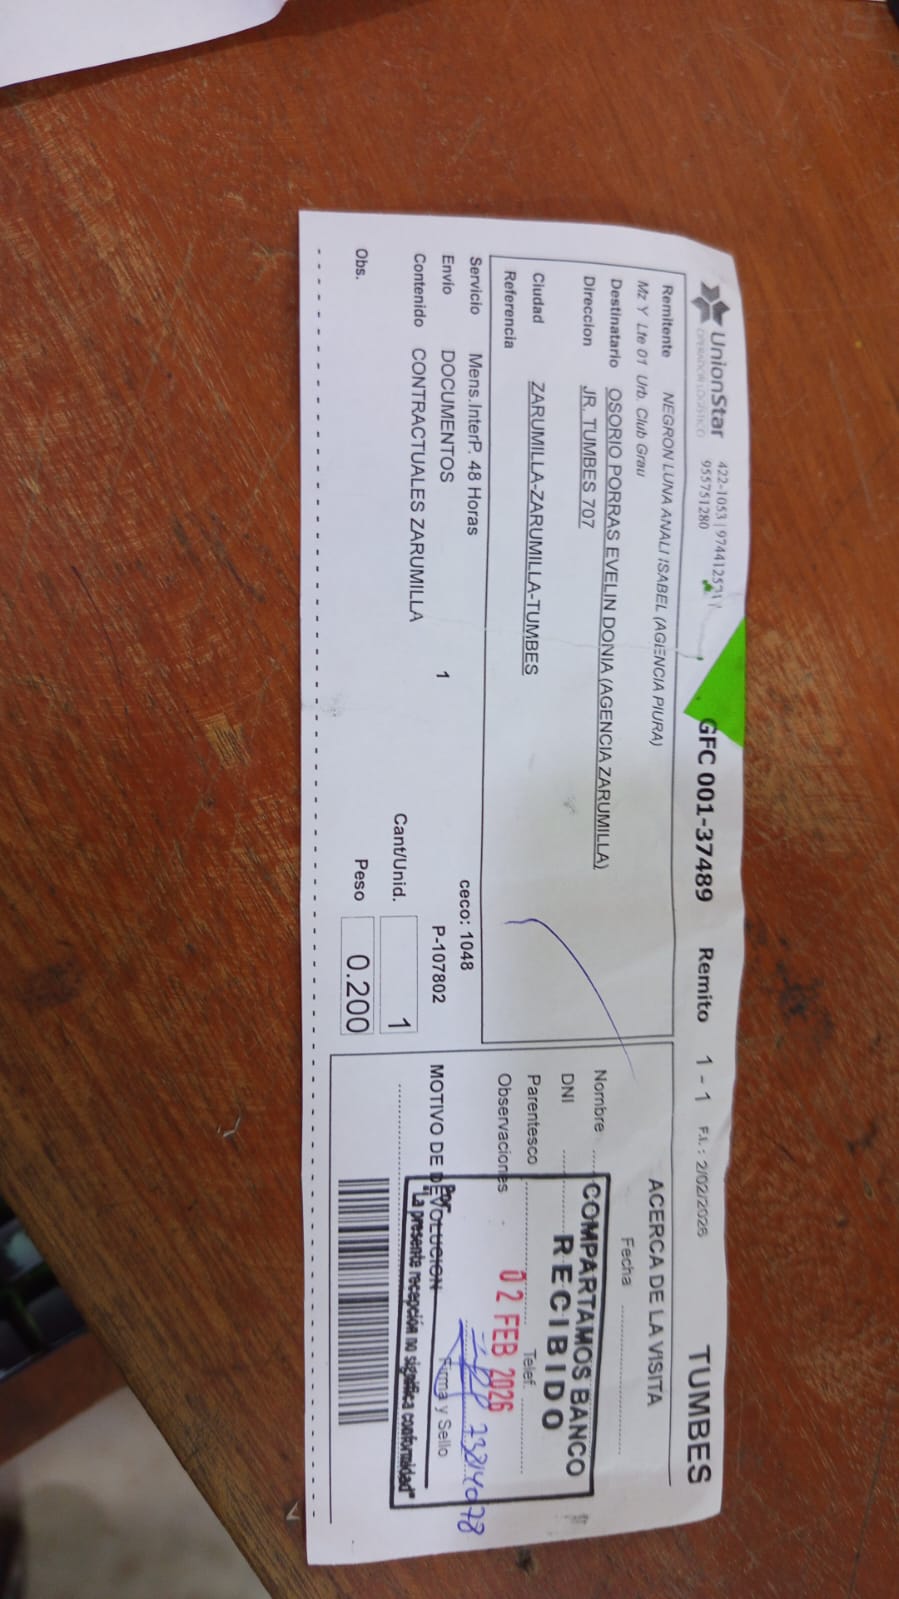 UnionStar
OPERADOR LOGISTICO
422-1053 | 974412531
955751280
GFC 001-37489 Remito 1 - 1 F.I.: 2/02/2026 TUMBES
Remitente NEGRON LUNA ANALI ISABEL (AGENCIA PIURA)
Mz Y Lte 01 Urb. Club Grau
Destinatario OSORIO PORRAS EVELIN DONIA (AGENCIA ZARUMILLA)
Direccion JR. TUMBES 707
Ciudad ZARUMILLA-ZARUMILLA-TUMBES
Referencia
Servicio Mens.InterP. 48 Horas ceco: 1048
Envio DOCUMENTOS 1 P-107802
Contenido CONTRACTUALES ZARUMILLA Cant/Unid. 1
Obs. Peso 0.200
ACERCA DE LA VISITA
Fecha
Nombre
DNI
Parentesco Telef.
Observaciones
MOTIVO DE DEVOLUCION Firma y Sello
COMPARTAMOS BANCO
RECIBIDO
02 FEB 2026
Por
"La presente recepción no significa conformidad"